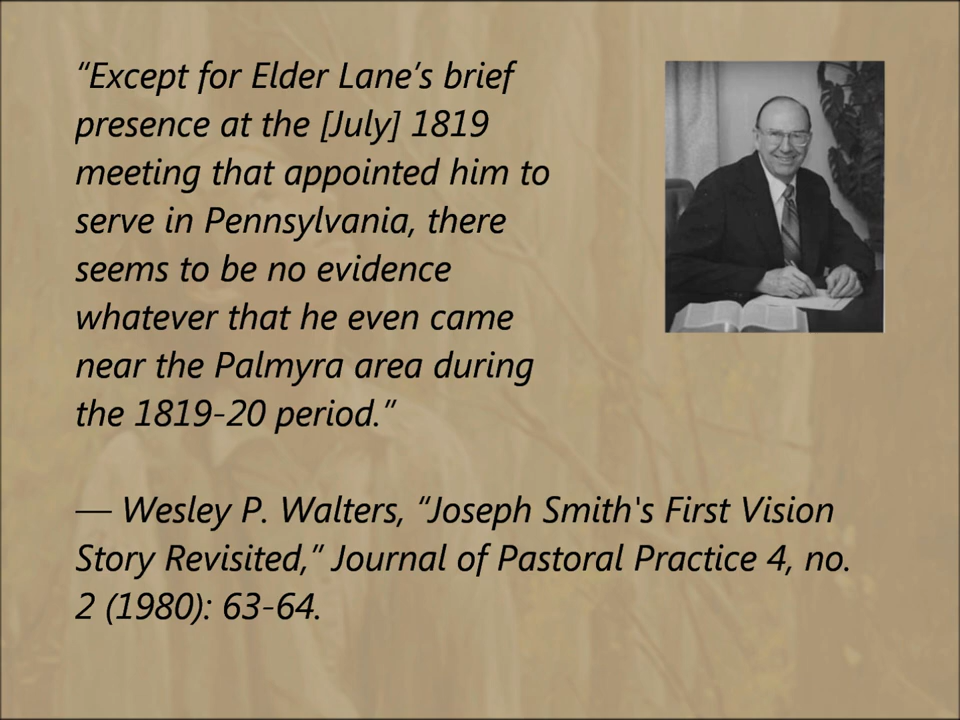 “Except for Elder Lane’s brief
presence at the [July] 1819
meeting that appointed him to
serve in Pennsylvania, there
seems to be no evidence
whatever that he even came
near the Palmyra area during
the 1819-20 period.”
— Wesley P. Walters, “Joseph Smith's First Vision
Story Revisited,” Journal of Pastoral Practice 4, no.
2 (1980): 63-64.